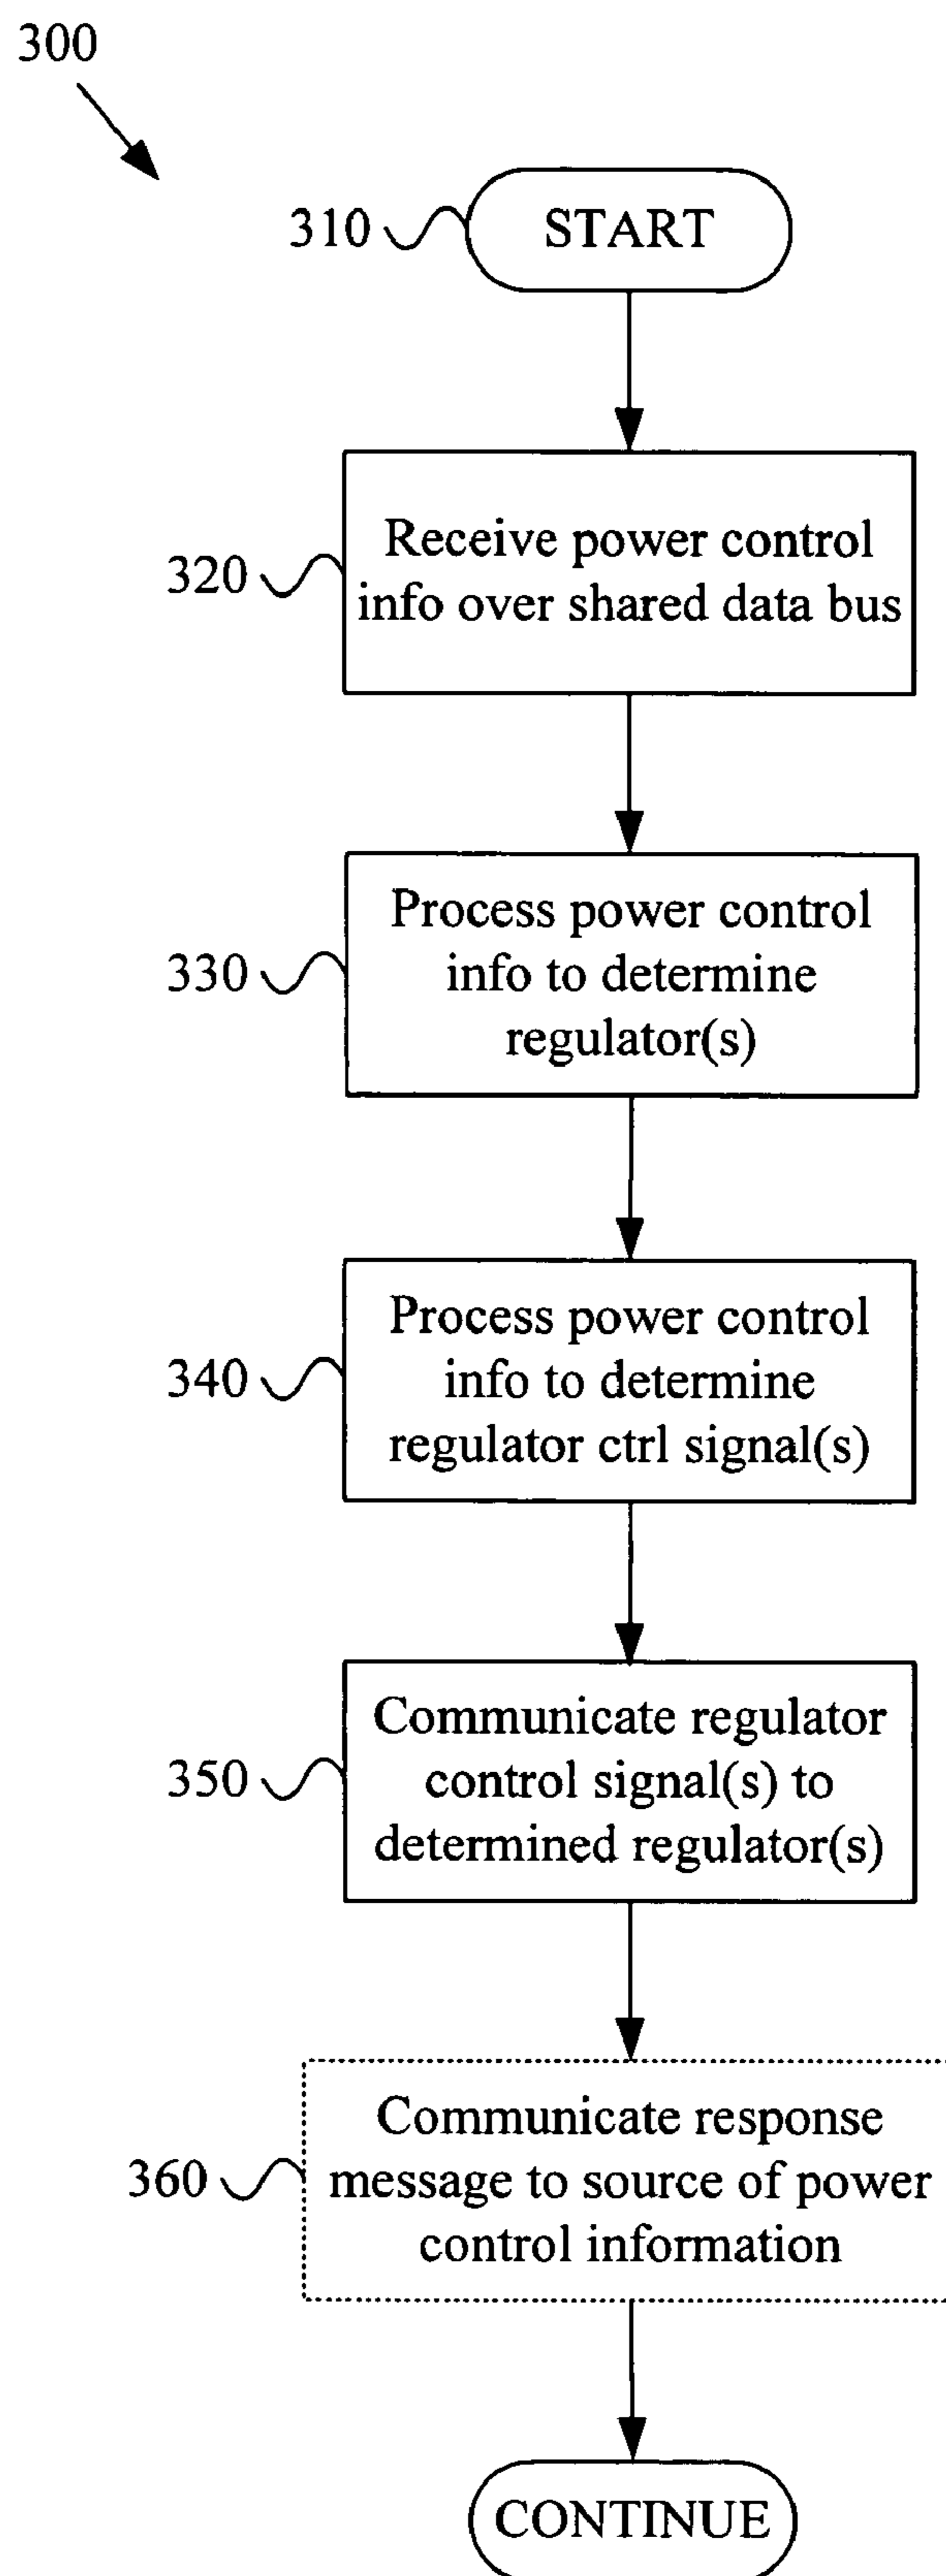 300
310
START
320
Receive power control
info over shared data bus
330
Process power control
info to determine
regulator(s)
340
Process power control
info to determine
regulator ctrl signal(s)
350
Communicate regulator
control signal(s) to
determined regulator(s)
360
Communicate response
message to source of power
control information
CONTINUE